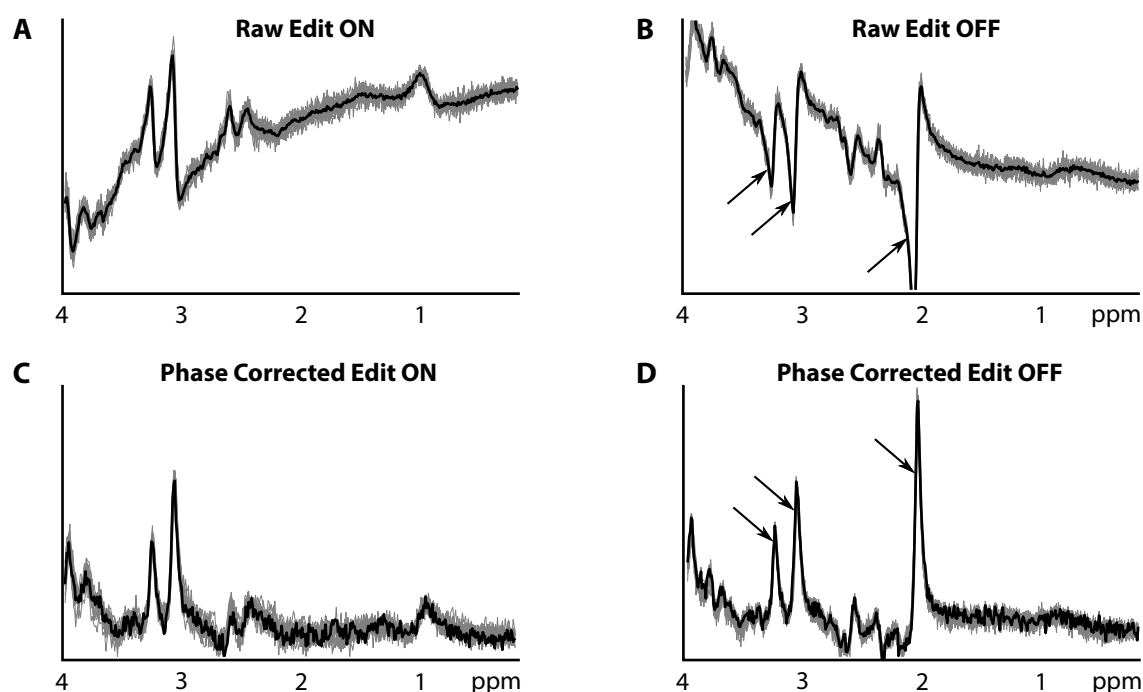 A Raw Edit ON
B Raw Edit OFF
4 3 2 1
4 3 2 1 ppm
C Phase Corrected Edit ON
D Phase Corrected Edit OFF
4 3 2 1 ppm
4 3 2 1 ppm